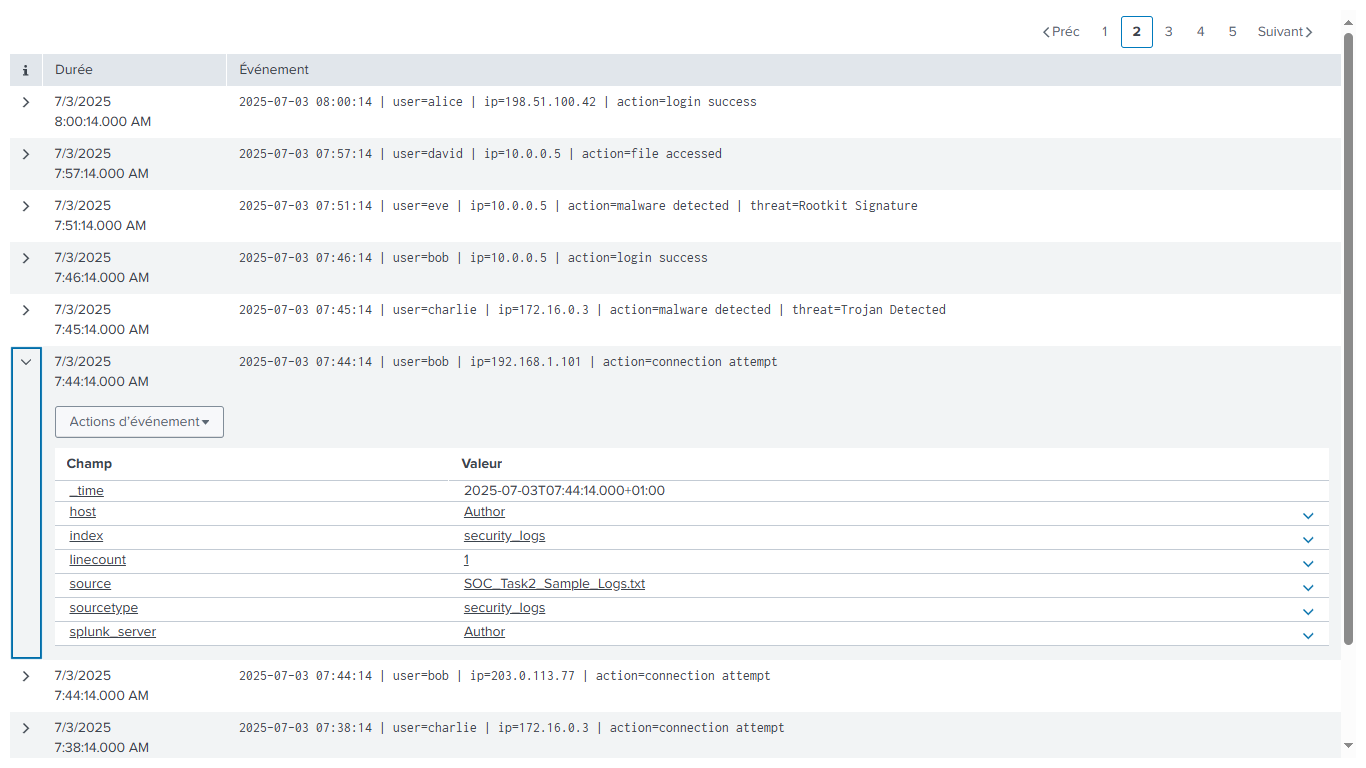 Préc 1 2 3 4 5 Suivant
i Durée Événement
7/3/2025 2025-07-03 08:00:14 | user=alice | ip=198.51.100.42 | action=login success
8:00:14.000 AM
7/3/2025 2025-07-03 07:57:14 | user=david | ip=10.0.0.5 | action=file accessed
7:57:14.000 AM
7/3/2025 2025-07-03 07:51:14 | user=eve | ip=10.0.0.5 | action=malware detected | threat=Rootkit Signature
7:51:14.000 AM
7/3/2025 2025-07-03 07:46:14 | user=bob | ip=10.0.0.5 | action=login success
7:46:14.000 AM
7/3/2025 2025-07-03 07:45:14 | user=charlie | ip=172.16.0.3 | action=malware detected | threat=Trojan Detected
7:45:14.000 AM
7/3/2025 2025-07-03 07:44:14 | user=bob | ip=192.168.1.101 | action=connection attempt
7:44:14.000 AM
Actions d'événement
Champ Valeur
_time 2025-07-03T07:44:14.000+01:00
host Author
index security_logs
linecount 1
source SOC_Task2_Sample_Logs.txt
sourcetype security_logs
splunk_server Author
7/3/2025 2025-07-03 07:44:14 | user=bob | ip=203.0.113.77 | action=connection attempt
7:44:14.000 AM
7/3/2025 2025-07-03 07:38:14 | user=charlie | ip=172.16.0.3 | action=connection attempt
7:38:14.000 AM